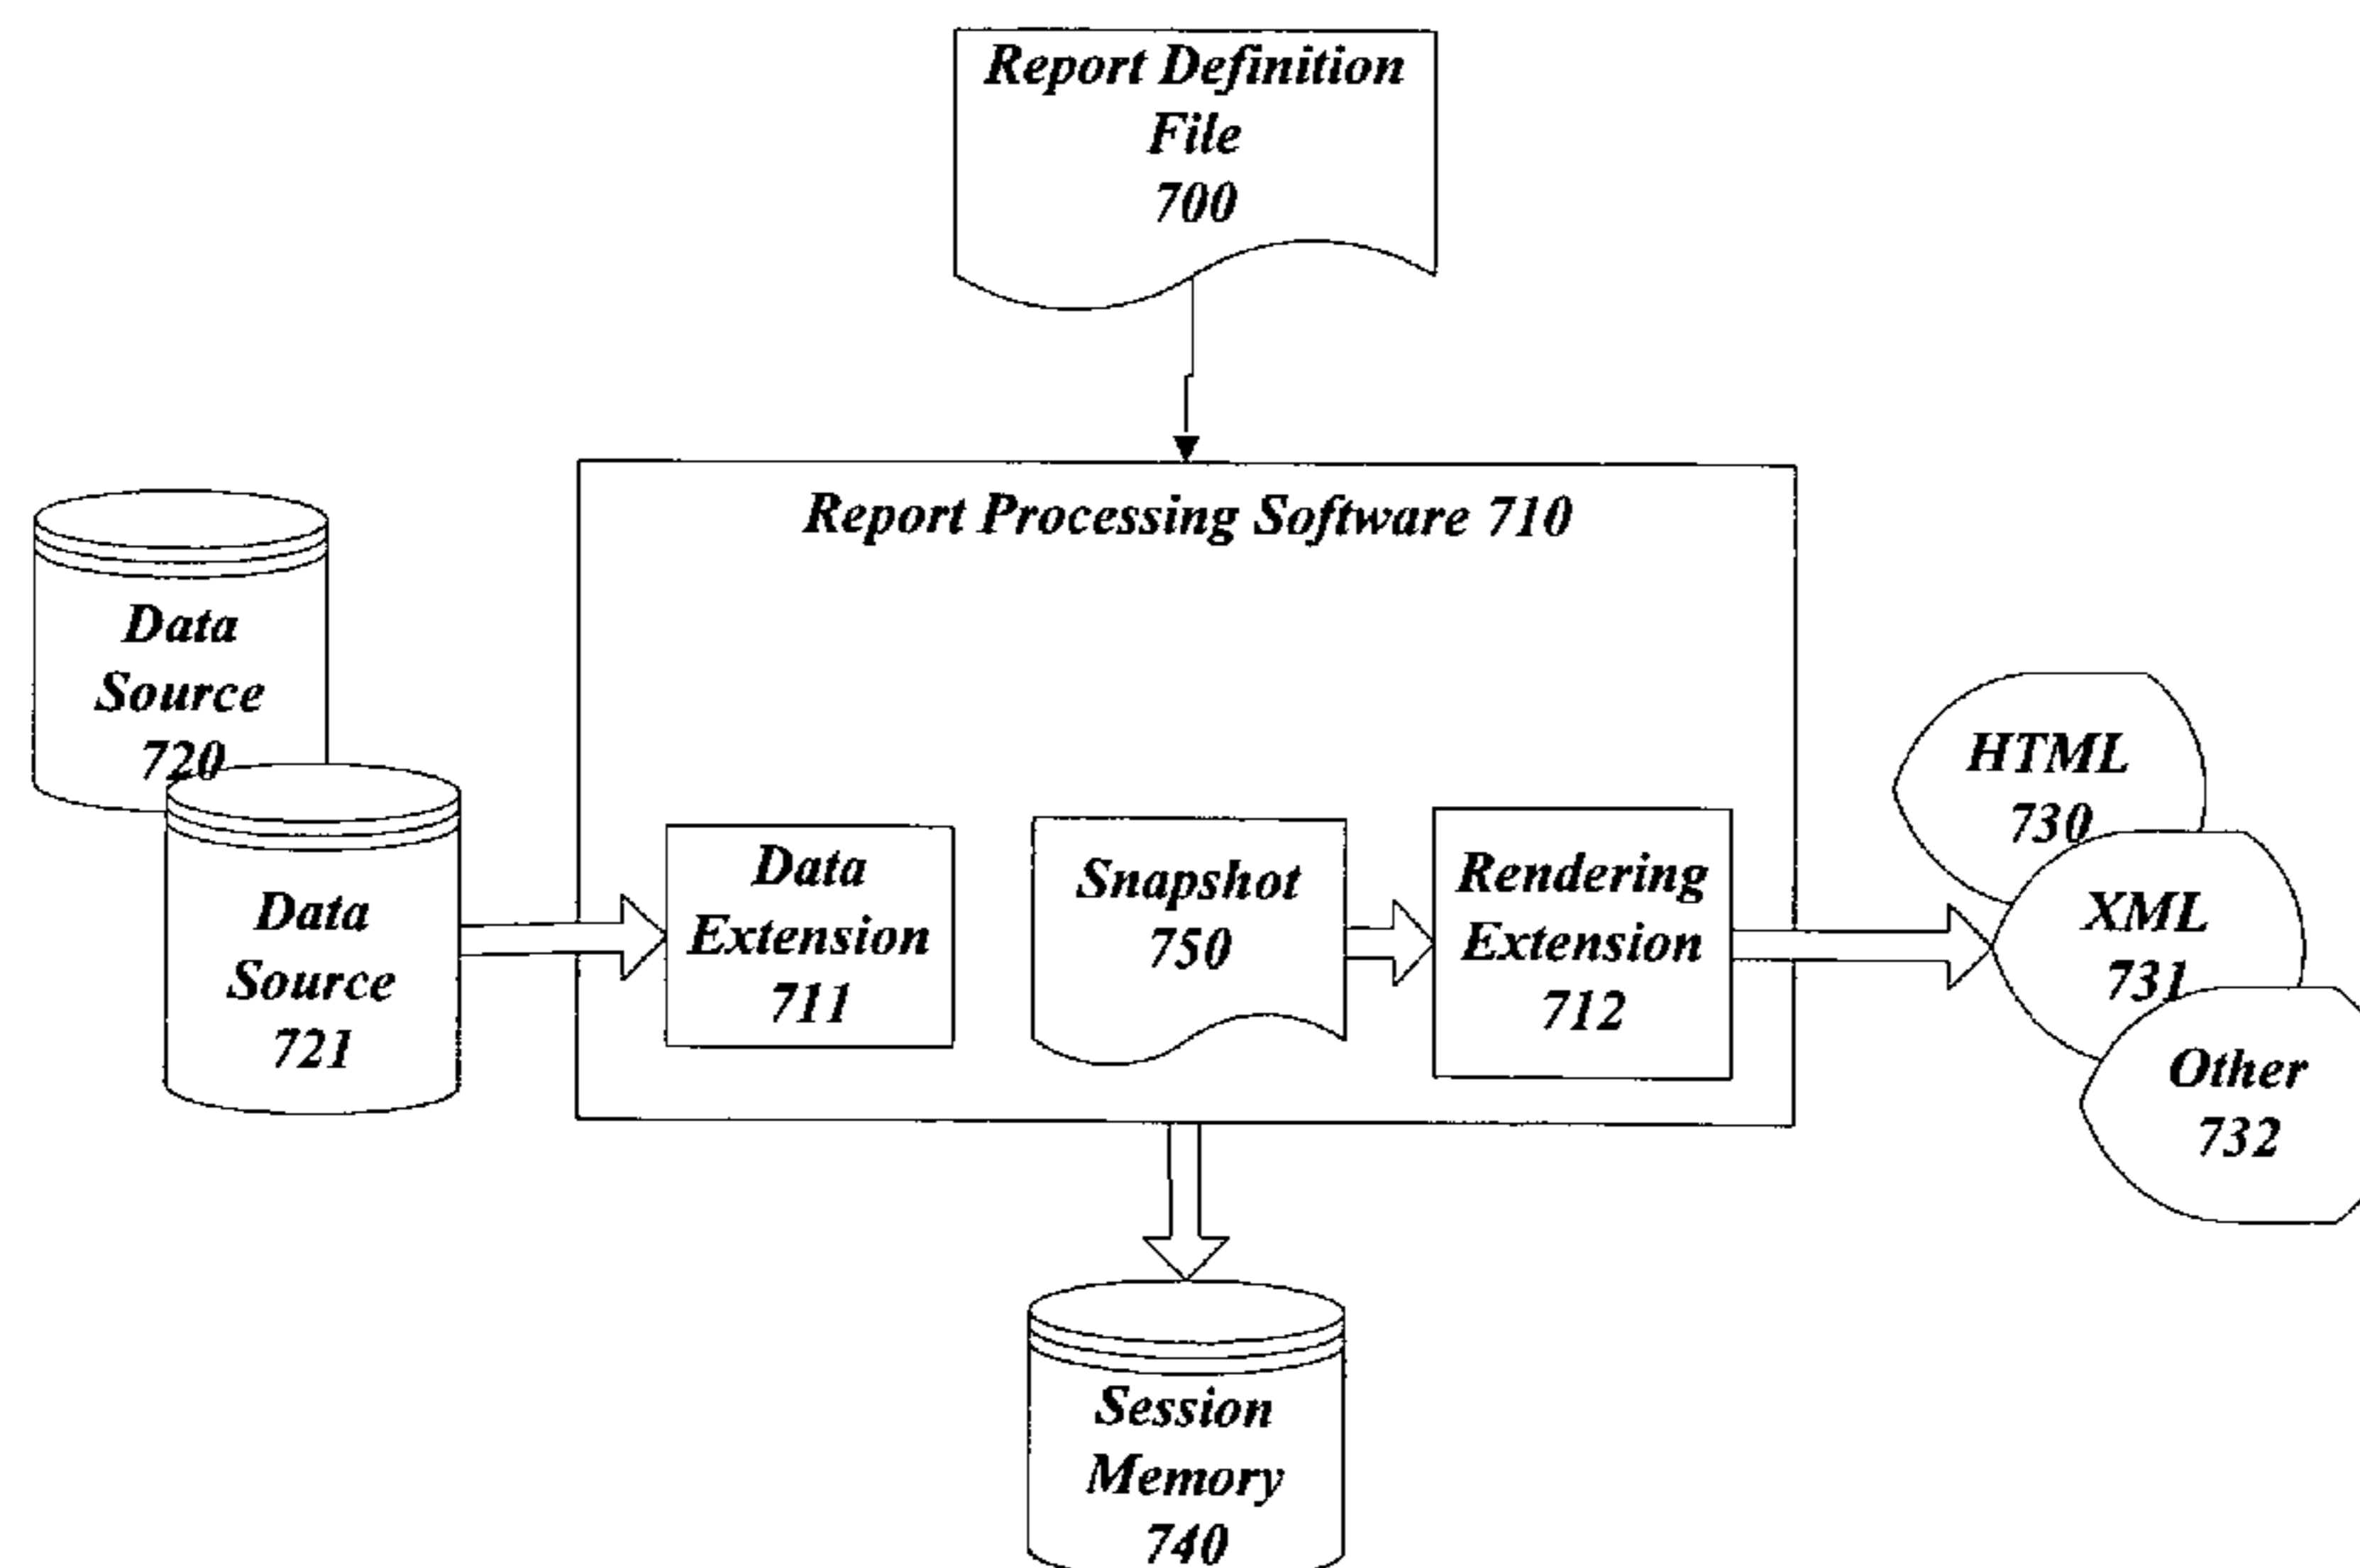 Report Definition
File
700
Report Processing Software 710
Data
Source
720
Data
Source
721
Data
Extension
711
Snapshot
750
Rendering
Extension
712
HTML
730
XML
731
Other
732
Session
Memory
740